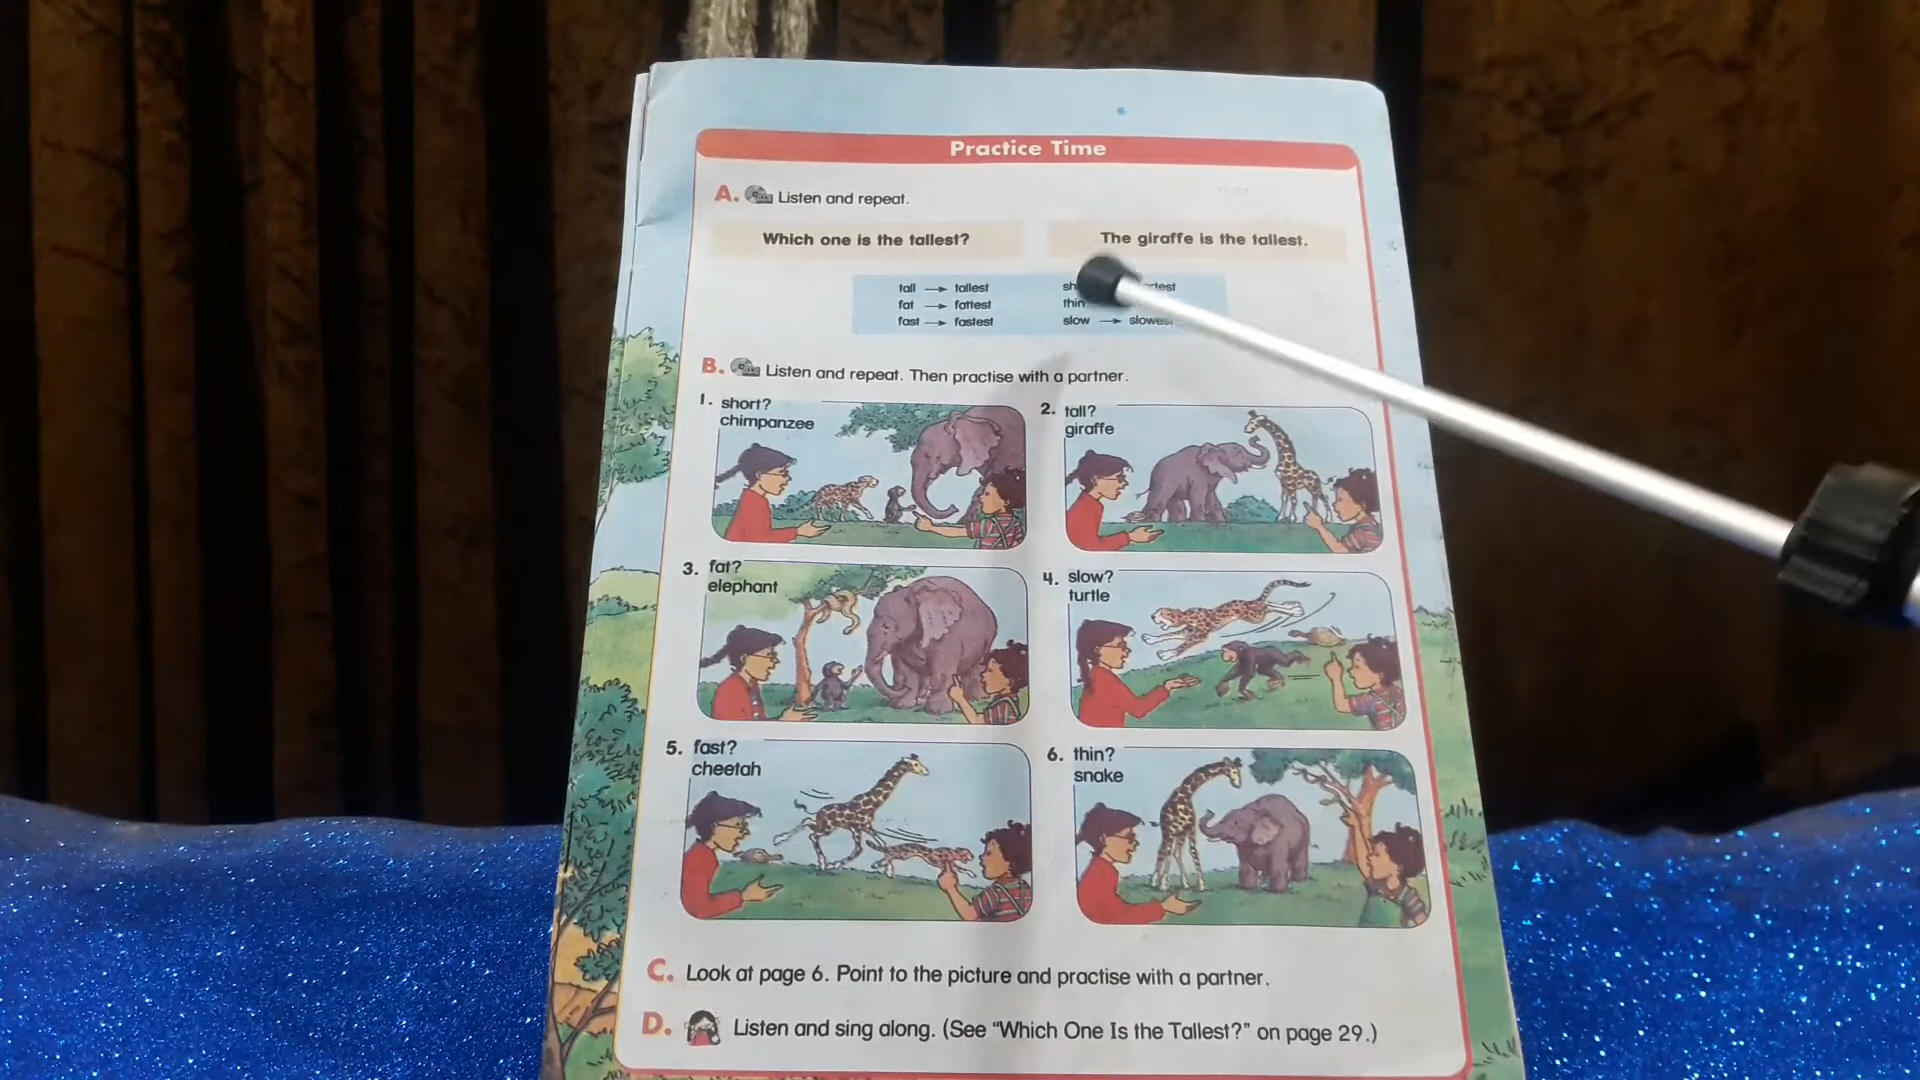 Practice Time
A. Listen and repeat.
Which one is the tallest?
The giraffe is the tallest.
tall → tallest
fat → fattest
fast → fastest
thin
slow → slowest
B. Listen and repeat. Then practise with a partner.
1. short?
chimpanzee
2. tall?
giraffe
3. fat?
elephant
4. slow?
turtle
5. fast?
cheetah
6. thin?
snake
C. Look at page 6. Point to the picture and practise with a partner.
D. Listen and sing along. (See "Which One Is the Tallest?" on page 29.)